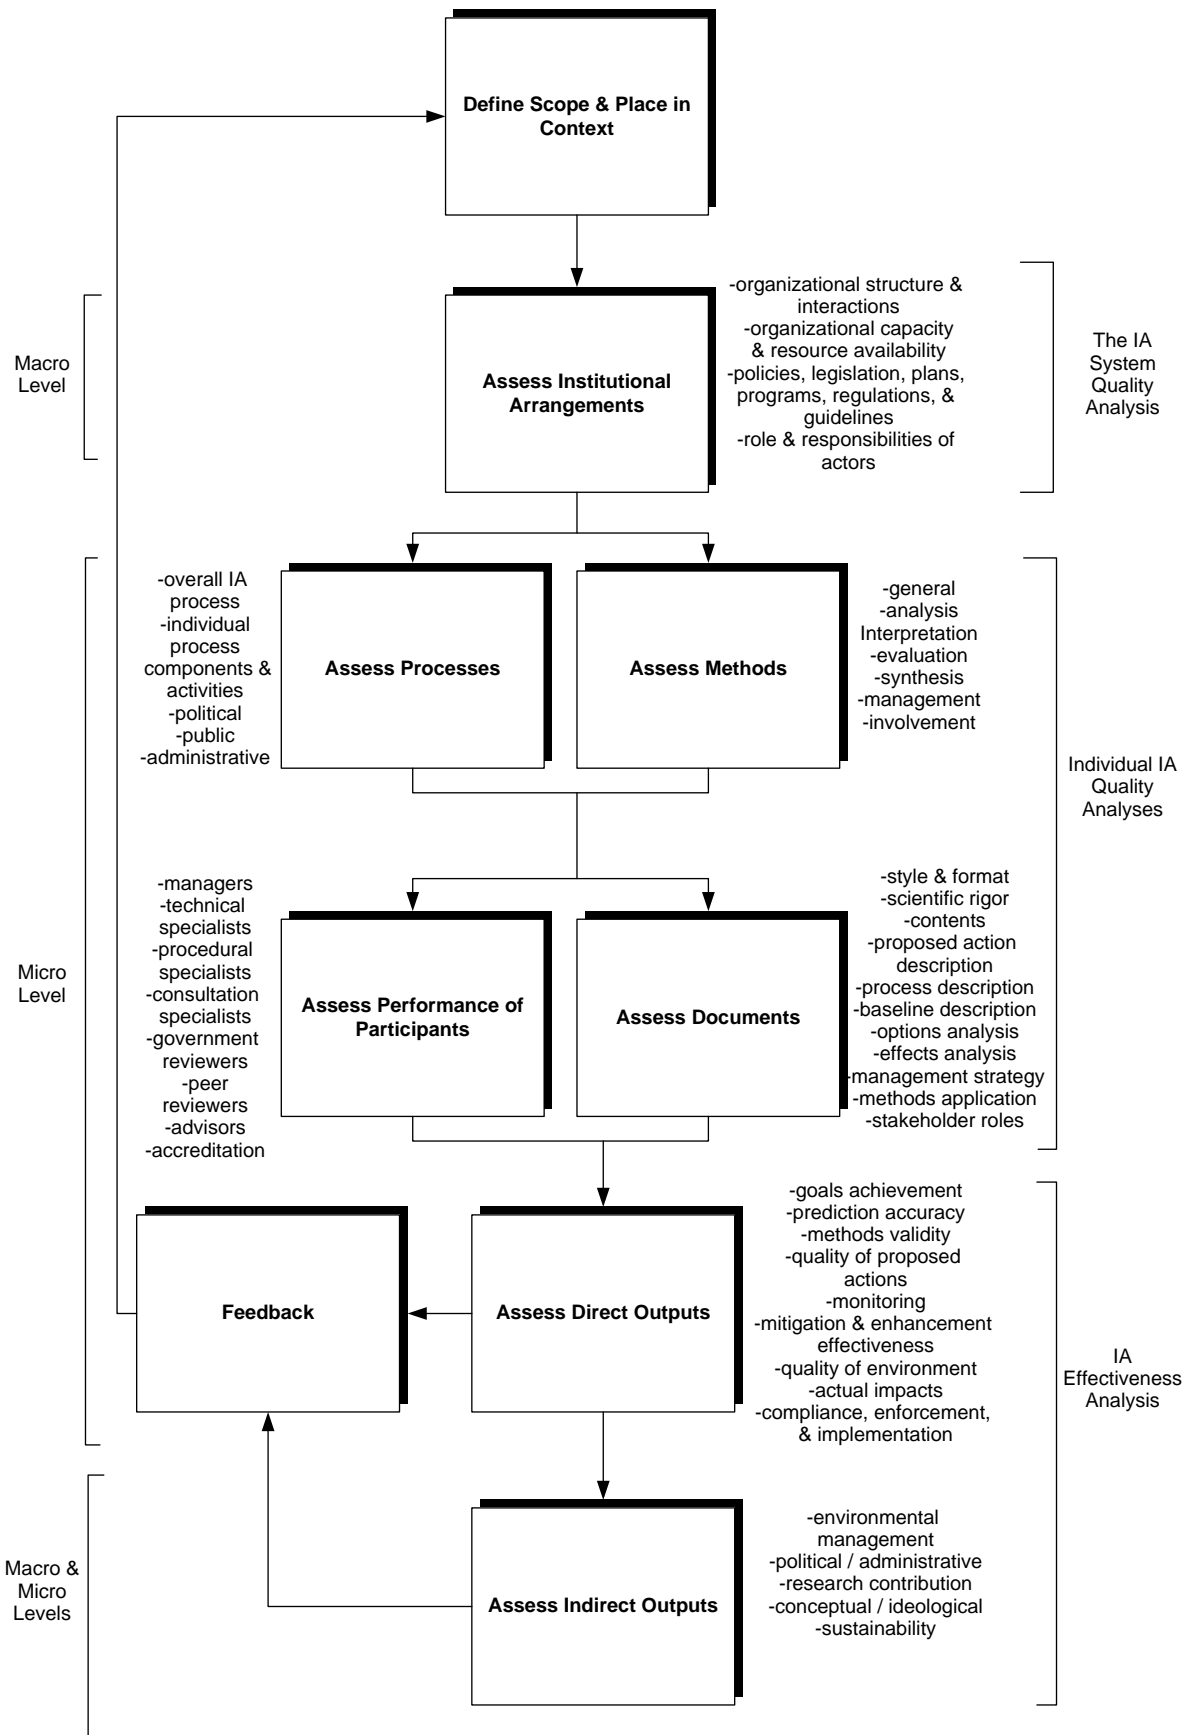 Define Scope & Place in
Context
Macro
Level
Assess Institutional
Arrangements
-organizational structure &
interactions
-organizational capacity
& resource availability
-policies, legislation, plans,
programs, regulations, &
guidelines
-role & responsibilities of
actors
The IA
System
Quality
Analysis
-overall IA
process
-individual
process
components &
activities
-political
-public
-administrative
Assess Processes
Assess Methods
-general
-analysis
Interpretation
-evaluation
-synthesis
-management
-involvement
Individual IA
Quality
Analyses
Micro
Level
-managers
-technical
specialists
-procedural
specialists
-consultation
specialists
-government
reviewers
-peer
reviewers
-advisors
-accreditation
Assess Performance of
Participants
Assess Documents
-style & format
-scientific rigor
-contents
-proposed action
description
-process description
-baseline description
-options analysis
-effects analysis
-management strategy
-methods application
-stakeholder roles
Feedback
Assess Direct Outputs
-goals achievement
-prediction accuracy
-methods validity
-quality of proposed
actions
-monitoring
-mitigation & enhancement
effectiveness
-quality of environment
-actual impacts
-compliance, enforcement,
& implementation
IA
Effectiveness
Analysis
Macro &
Micro
Levels
Assess Indirect Outputs
-environmental
management
-political / administrative
-research contribution
-conceptual / ideological
-sustainability